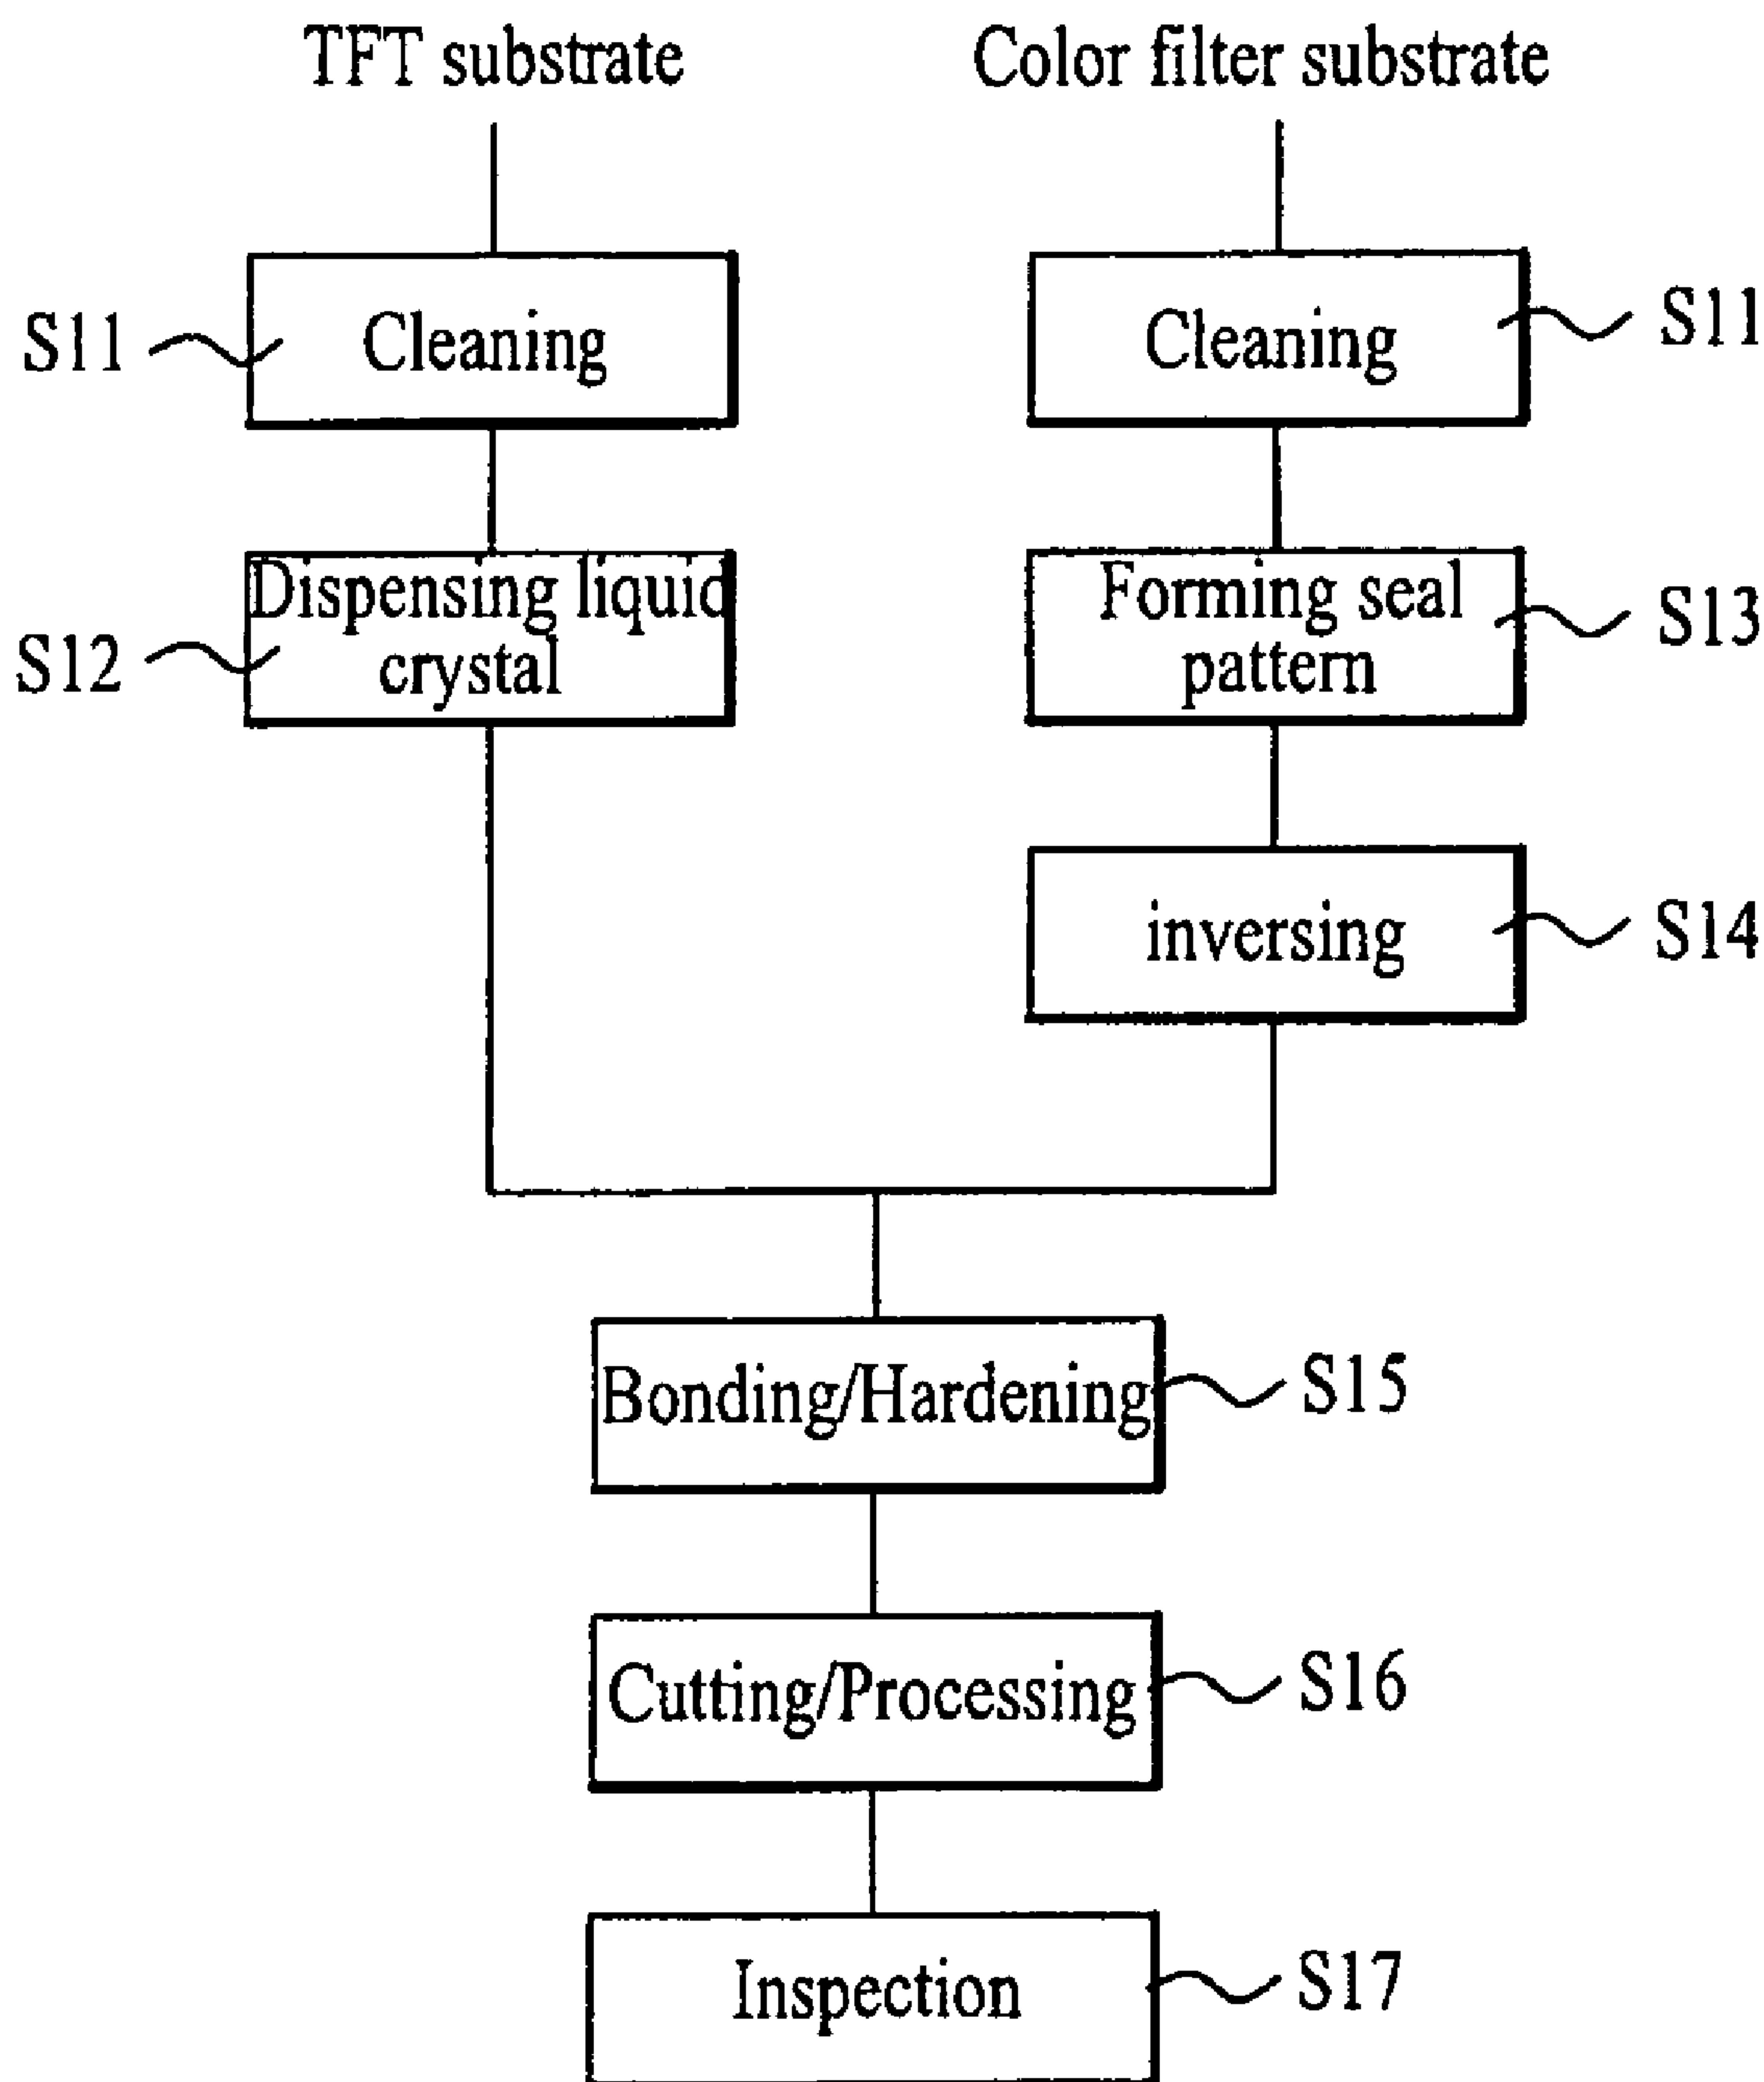 TFT substrate
Color filter substrate
S11
Cleaning
Cleaning
S11
Dispensing liquid
crystal
S12
Forming seal
pattern
S13
inversing
S14
Bonding/Hardening
S15
Cutting/Processing
S16
Inspection
S17